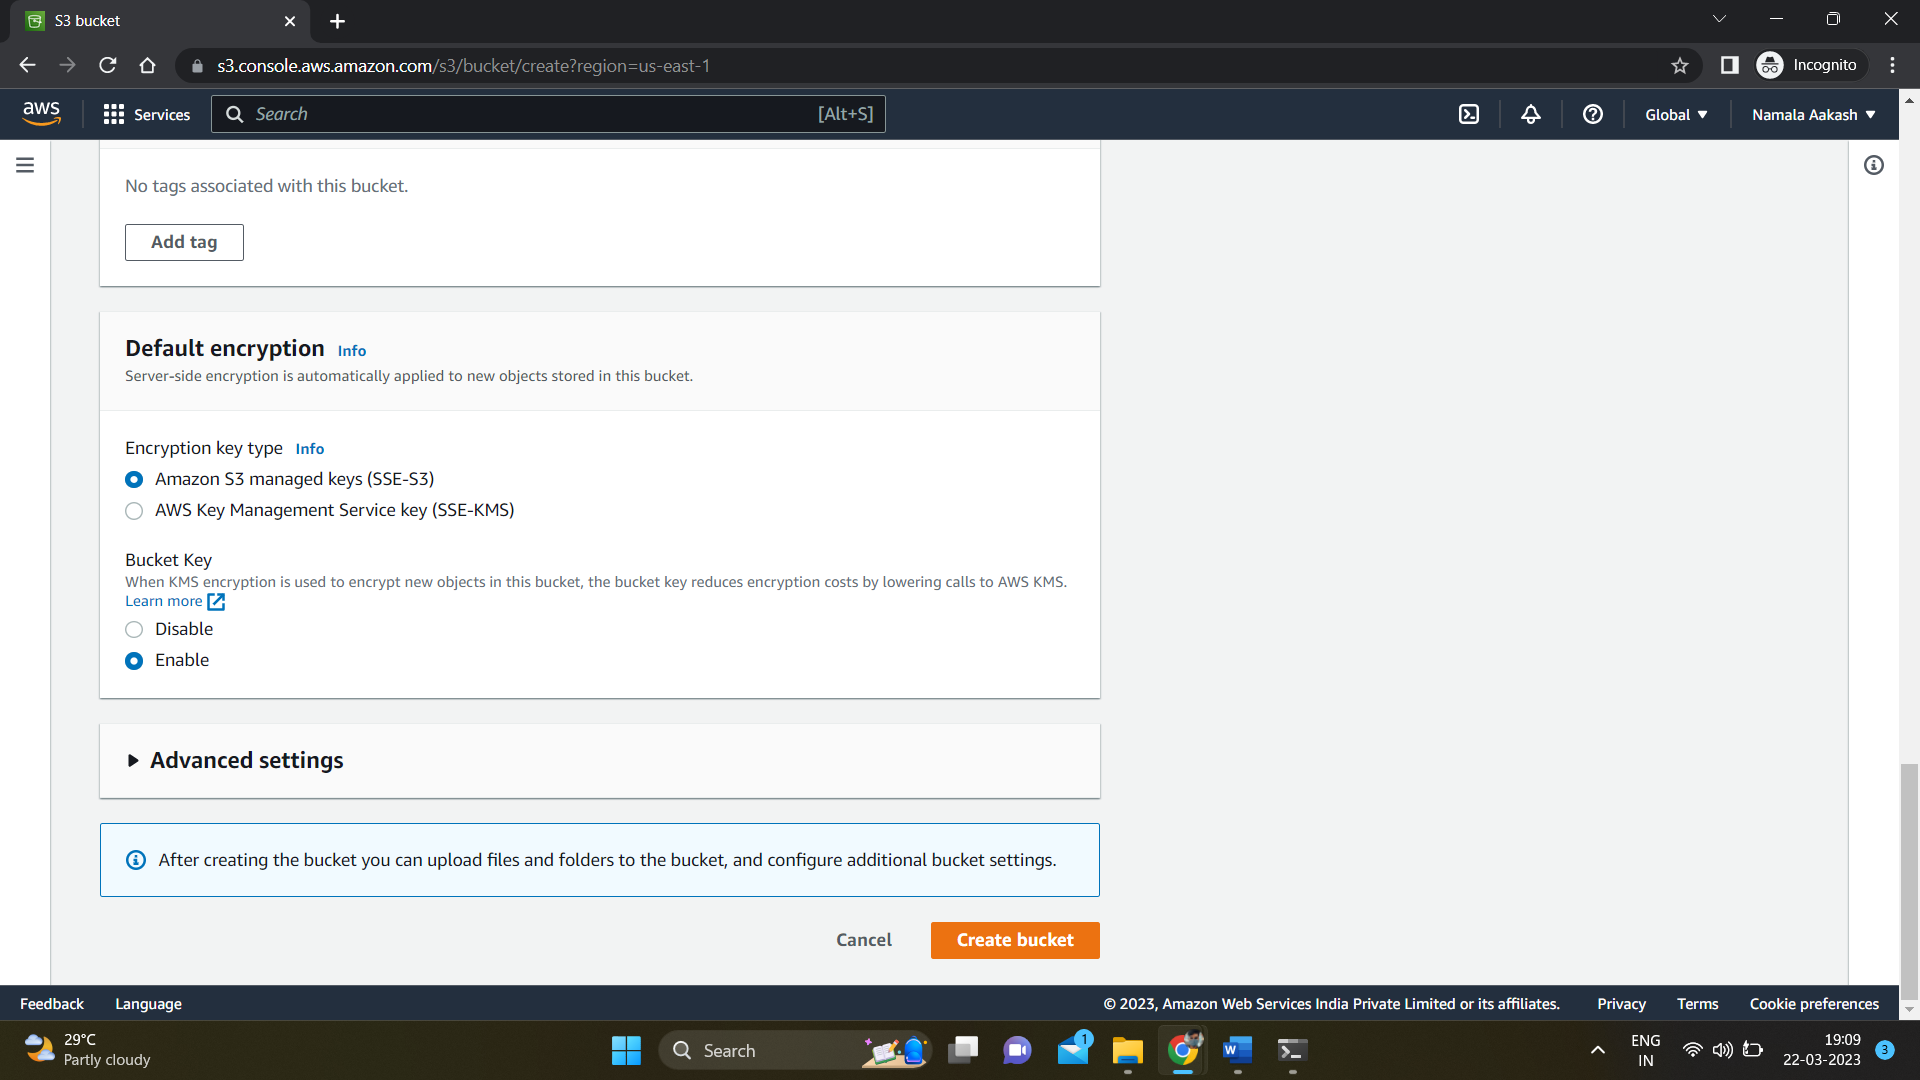 S3 bucket
s3.console.aws.amazon.com/s3/bucket/create?region=us-east-1
Incognito
aws
Services
Search
[Alt+S]
Global
Namala Aakash
No tags associated with this bucket.
Add tag
Default encryption Info
Server-side encryption is automatically applied to new objects stored in this bucket.
Encryption key type Info
Amazon S3 managed keys (SSE-S3)
AWS Key Management Service key (SSE-KMS)
Bucket Key
When KMS encryption is used to encrypt new objects in this bucket, the bucket key reduces encryption costs by lowering calls to AWS KMS.
Learn more
Disable
Enable
Advanced settings
After creating the bucket you can upload files and folders to the bucket, and configure additional bucket settings.
Cancel
Create bucket
Feedback
Language
© 2023, Amazon Web Services India Private Limited or its affiliates.
Privacy
Terms
Cookie preferences
29°C
Partly cloudy
Search
1
W
ENG
IN
19:09
22-03-2023
3